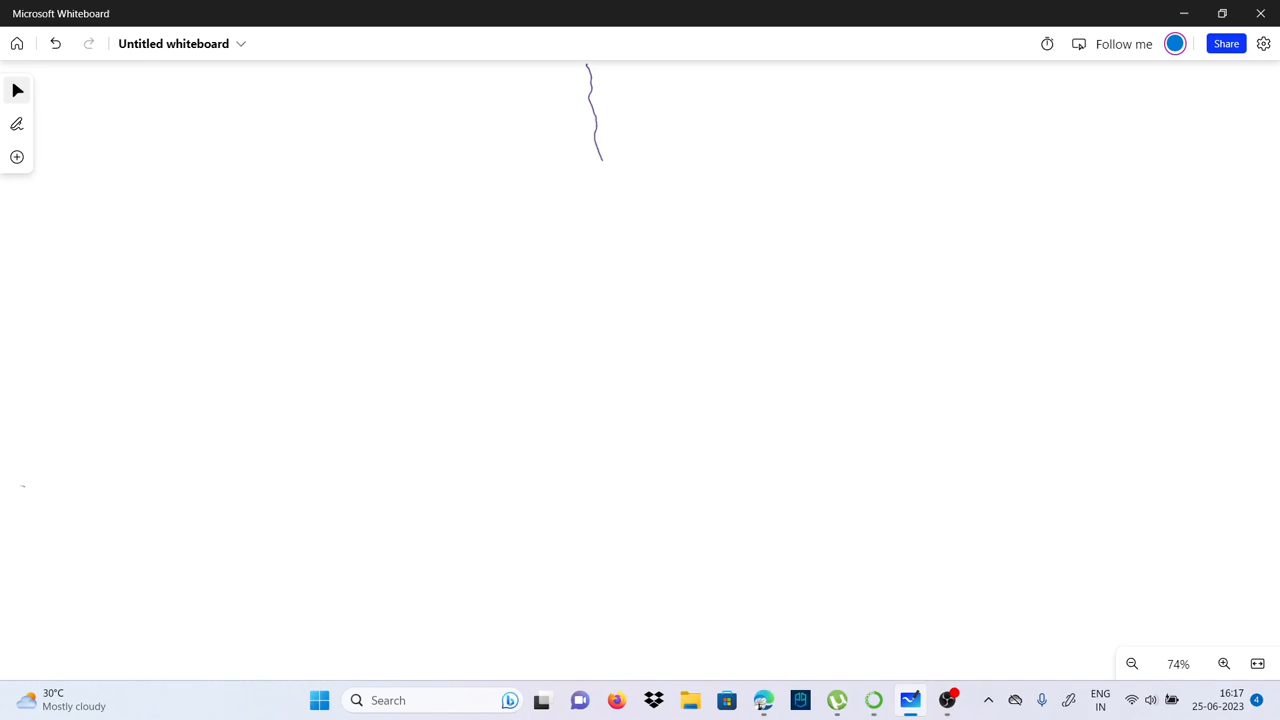 Microsoft Whiteboard
Untitled whiteboard
Follow me
Share
74%
30°C
Mostly cloudy
Search
ENG
IN
16:17
25-06-2023
4